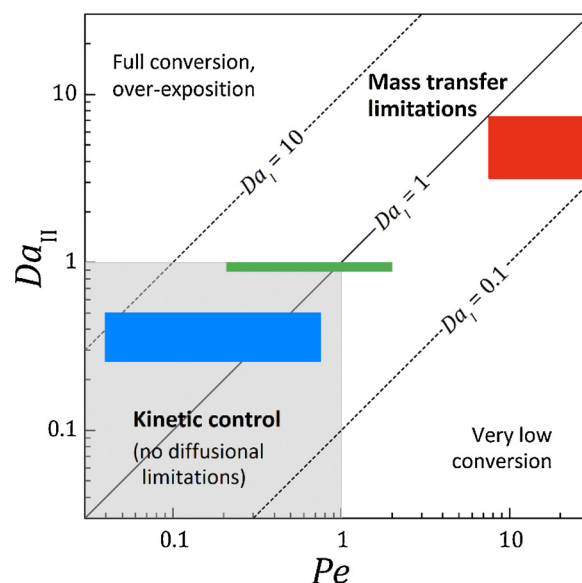 Full conversion,
over-exposition
Mass transfer
limitations
10
Da_I = 10
Da_I = 1
Da_II
1
Da_I = 0.1
Kinetic control
(no diffusional
limitations)
0.1
Very low
conversion
0.1
1
10
Pe